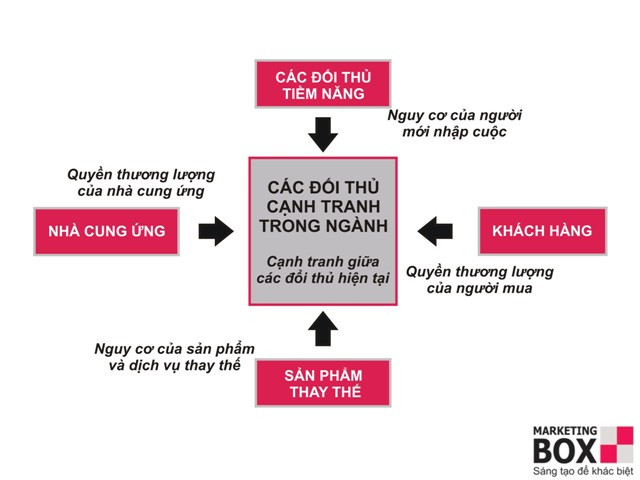 CÁC ĐỐI THỦ
TIỀM NĂNG
Nguy cơ của người
mới nhập cuộc
Quyền thương lượng
của nhà cung ứng
NHÀ CUNG ỨNG
CÁC ĐỐI THỦ
CẠNH TRANH
TRONG NGÀNH
Cạnh tranh giữa
các đối thủ hiện tại
KHÁCH HÀNG
Quyền thương lượng
của người mua
Nguy cơ của sản phẩm
và dịch vụ thay thế
SẢN PHẨM
THAY THẾ
MARKETING
BOX
Sáng tạo để khác biệt